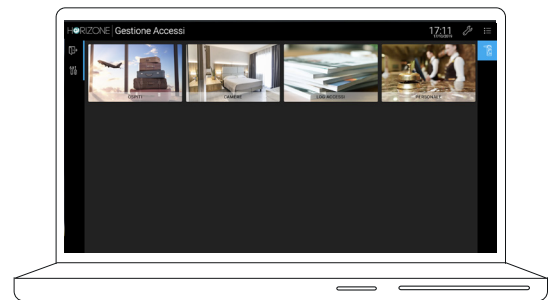 HORIZONE Gestione Accessi
17:11
OSPITI
CAMERE
LOG ACCESSI
PERSONALE